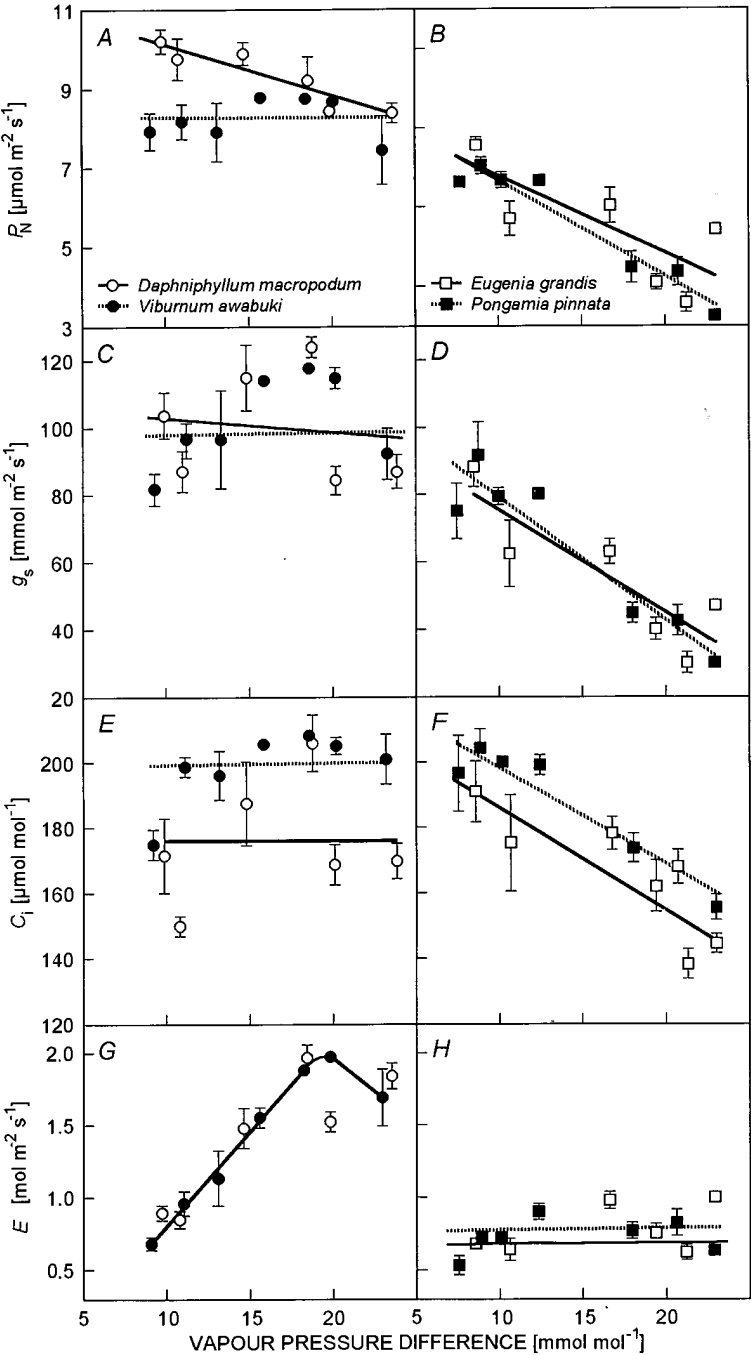 11
A
B
9
7
5
3
P_N [µmol m⁻² s⁻¹]
Daphniphyllum macropodum
Viburnum awabuki
Eugenia grandis
Pongamia pinnata
C
D
120
100
80
60
40
20
g_s [mmol m⁻² s⁻¹]
E
F
200
180
160
140
120
C_i [µmol mol⁻¹]
G
H
2.0
1.5
1.0
0.5
E [mol m⁻² s⁻¹]
5 10 15 20 5 10 15 20
VAPOUR PRESSURE DIFFERENCE [mmol mol⁻¹]